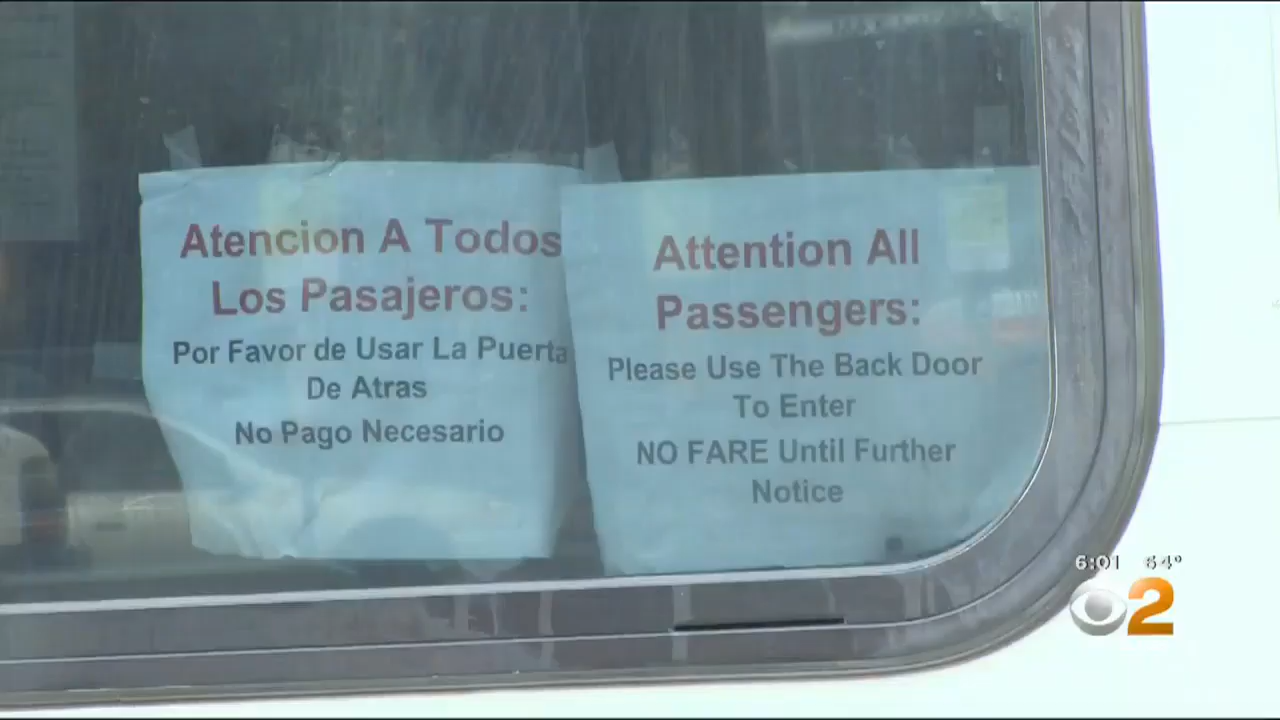 Atencion A Todos
Los Pasajeros:
Por Favor de Usar La Puerta
De Atras
No Pago Necesario
Attention All
Passengers:
Please Use The Back Door
To Enter
NO FARE Until Further
Notice
6:01 64°
2